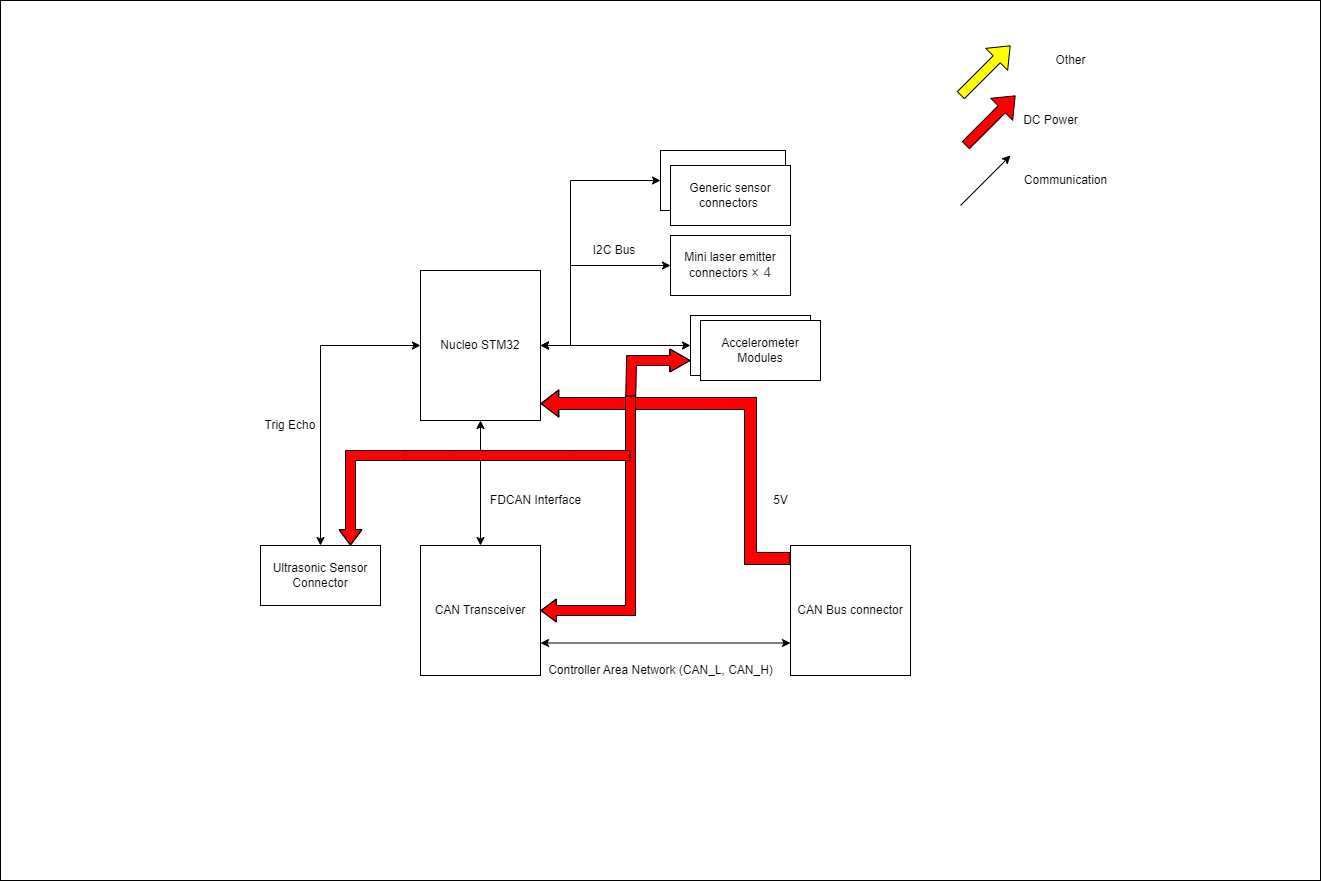 Other
DC Power
Communication
Generic sensor
connectors
I2C Bus
Mini laser emitter
connectors × 4
Nucleo STM32
Accelerometer
Modules
Trig Echo
FDCAN Interface
5V
Ultrasonic Sensor
Connector
CAN Transceiver
CAN Bus connector
Controller Area Network (CAN_L, CAN_H)